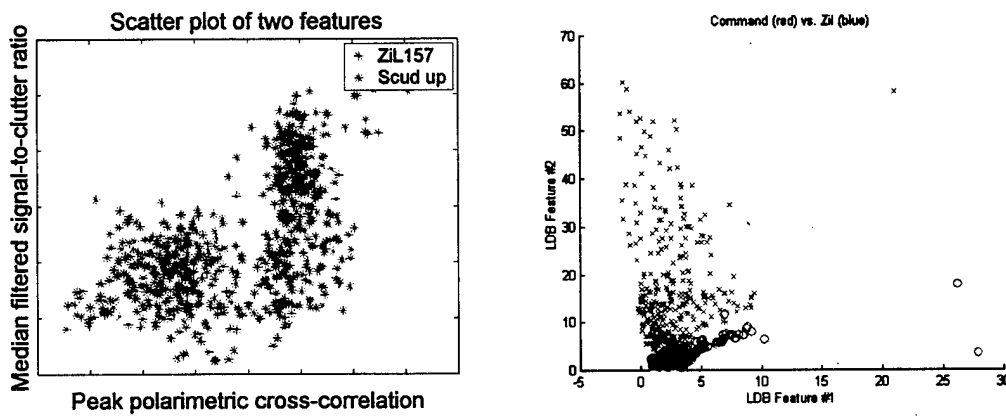 Scatter plot of two features
ZiL157
Scud up
Median filtered signal-to-clutter ratio
Peak polarimetric cross-correlation
Command (red) vs. Zil (blue)
70
60
50
40
30
20
10
0
LDB Feature #2
-5 0 5 10 15 20 25 30
LDB Feature #1